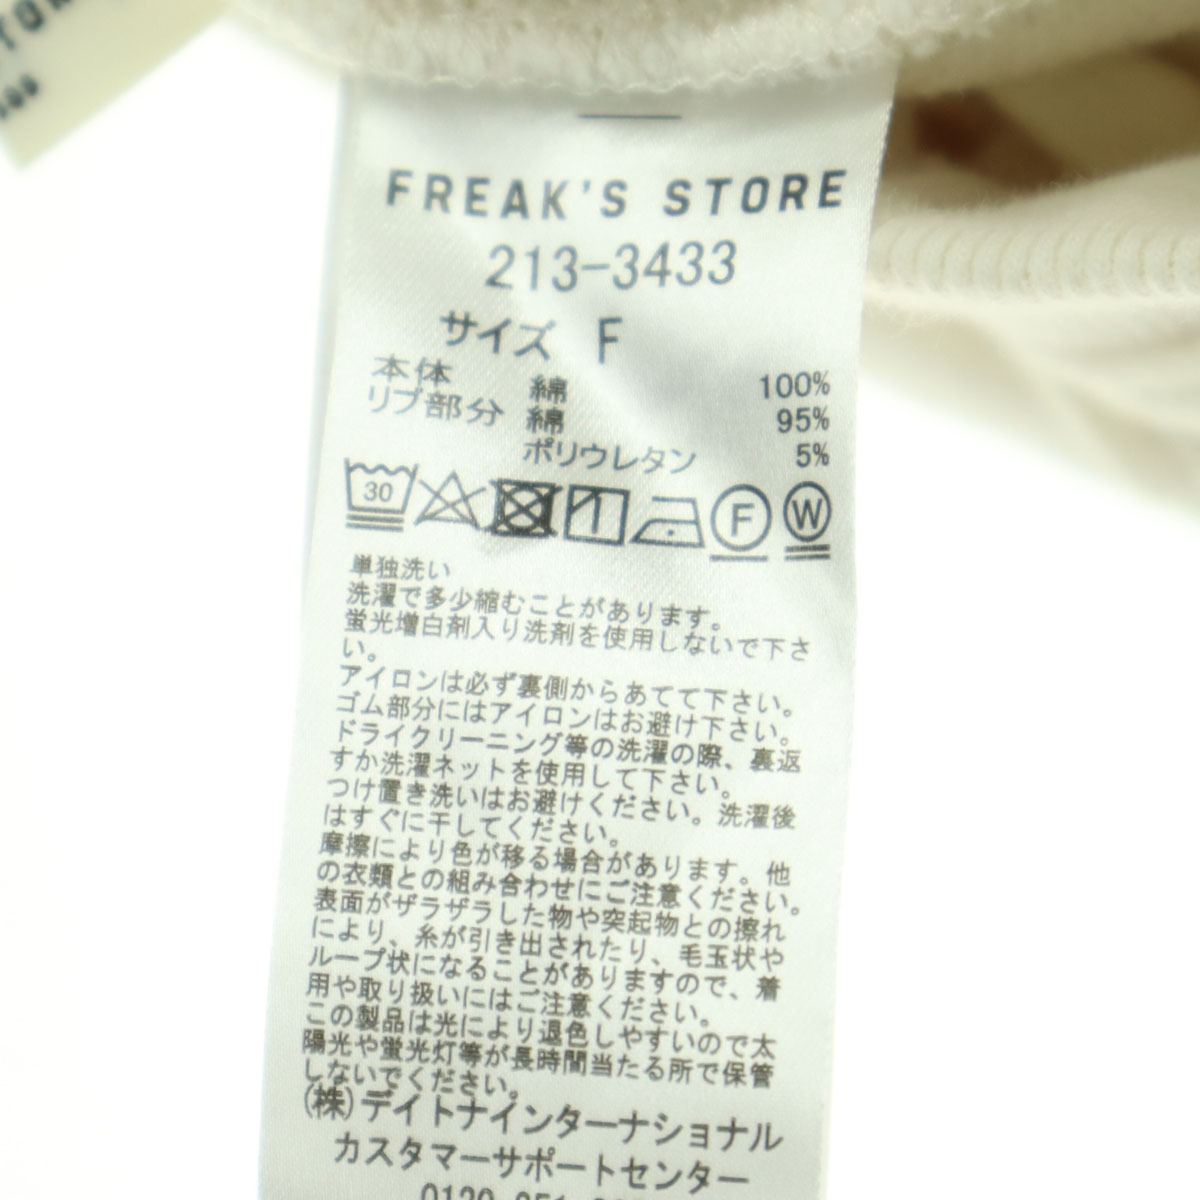 FREAK'S STORE
213-3433
サイズ F
本体 綿 100%
リブ部分 綿 95%
ポリウレタン 5%
30 F W
単独洗い
洗濯で多少縮むことがあります。
蛍光増白剤入り洗剤を使用しないで下さ
い。
アイロンは必ず裏側からあてて下さい。
ゴム部分にはアイロンはお避け下さい。
ドライクリーニング等の洗濯の際、裏返
すか洗濯ネットを使用して下さい。
つけ置き洗いはお避けください。洗濯後
はすぐに干してください。
摩擦により色が移る場合があります。他
の衣類との組み合わせにご注意ください。
表面がザラザラした物や突起物との擦れ
により、糸が引き出されたり、毛玉状や
ループ状になることがありますので、着
用や取り扱いにはご注意ください。
この製品は光により退色しやすいので太
陽光や蛍光灯等が長時間当たる所で保管
しないでください。
(株)デイトナインターナショナル
カスタマーサポートセンター